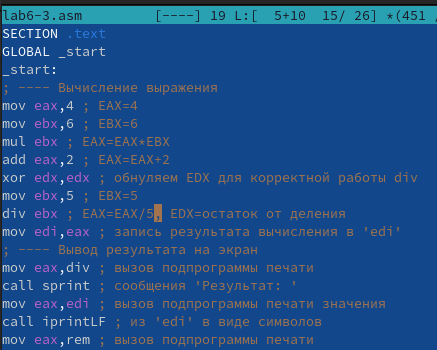 lab6-3.asm [----] 19 L:[ 5+10 15/ 26] *(451 /
SECTION .text
GLOBAL _start
_start:
; ---- Вычисление выражения
mov eax,4 ; EAX=4
mov ebx,6 ; EBX=6
mul ebx ; EAX=EAX*EBX
add eax,2 ; EAX=EAX+2
xor edx,edx ; обнуляем EDX для корректной работы div
mov ebx,5 ; EBX=5
div ebx ; EAX=EAX/5, EDX=остаток от деления
mov edi,eax ; запись результата вычисления в 'edi'
; ---- Вывод результата на экран
mov eax,div ; вызов подпрограммы печати
call sprint ; сообщения 'Результат: '
mov eax,edi ; вызов подпрограммы печати значения
call iprintLF ; из 'edi' в виде символов
mov eax,rem ; вызов подпрограммы печати